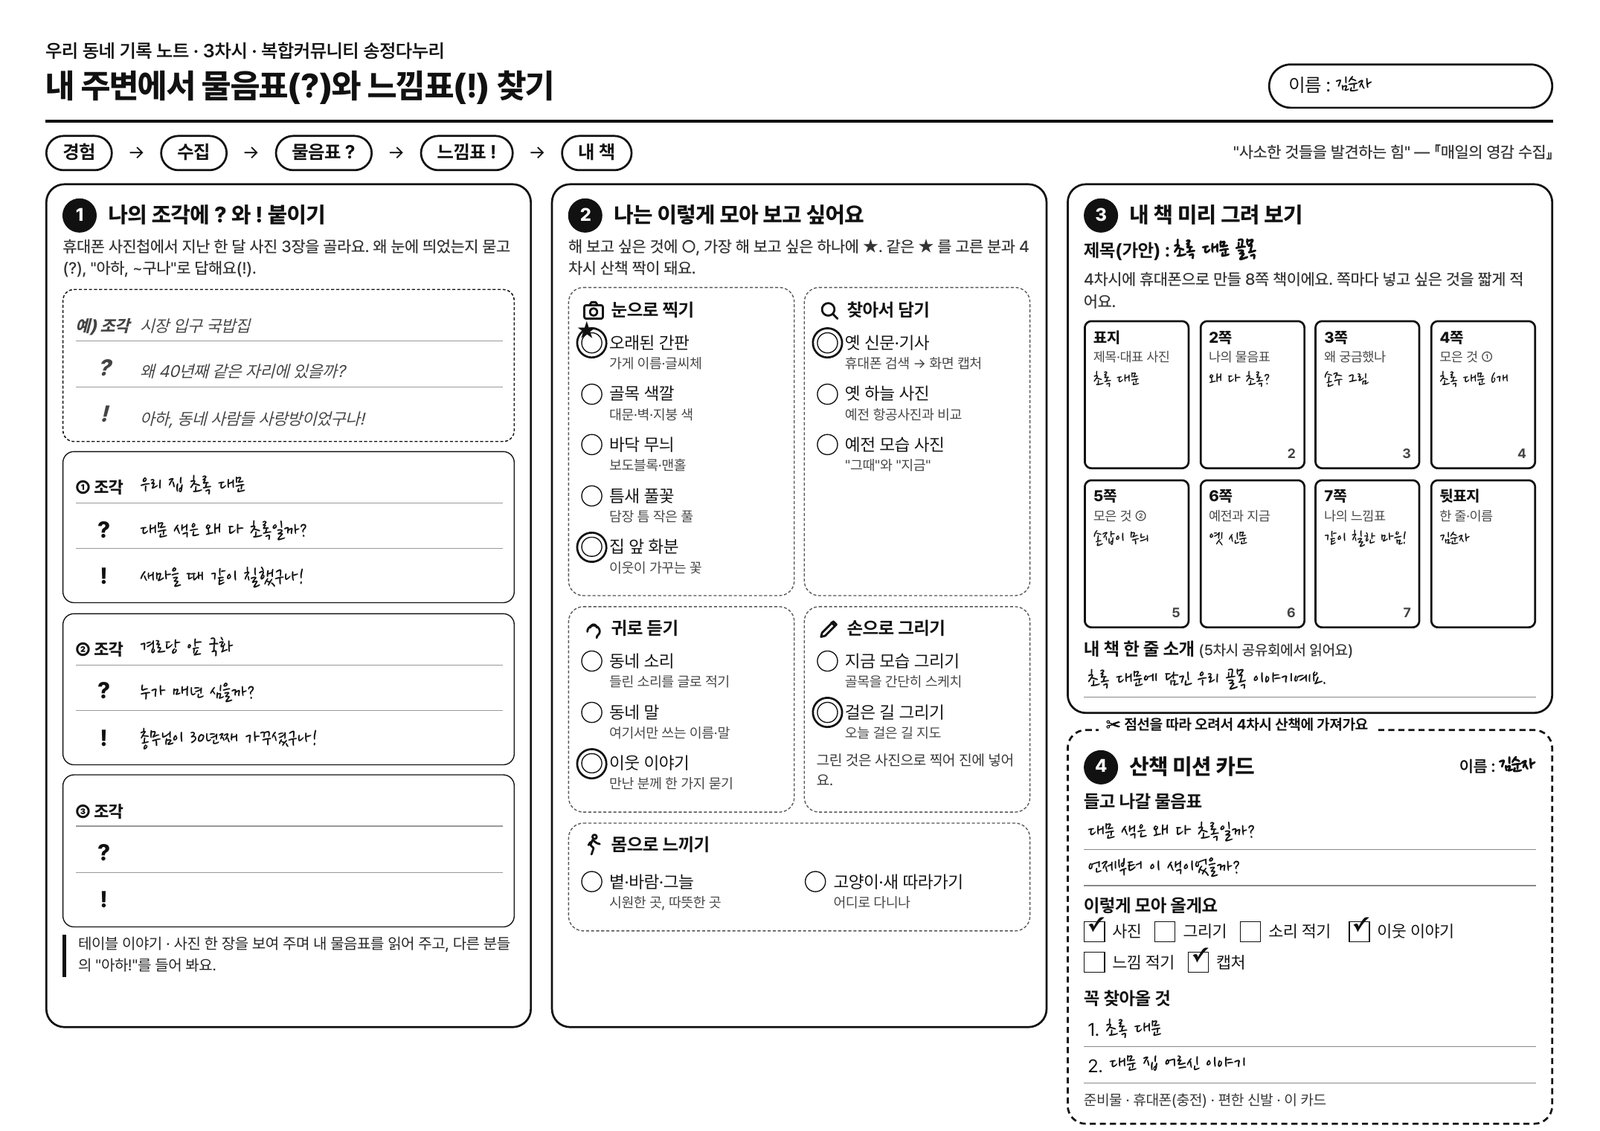 우리 동네 기록 노트 · 3차시 · 복합커뮤니티 송정다누리
내 주변에서 물음표(?)와 느낌표(!) 찾기
이름 : 김순자
경험 → 수집 → 물음표 ? → 느낌표 ! → 내 책
"사소한 것들을 발견하는 힘" — 『매일의 영감 수집』
1 나의 조각에 ? 와 ! 붙이기
휴대폰 사진첩에서 지난 한 달 사진 3장을 골라요. 왜 눈에 띄었는지 묻고
(?), "아하, ~구나"로 답해요(!).
예) 조각 시장 입구 국밥집
? 왜 40년째 같은 자리에 있을까?
! 아하, 동네 사람들 사랑방이었구나!
① 조각 우리 집 초록 대문
? 대문 색은 왜 다 초록일까?
! 새마을 때 같이 칠했구나!
② 조각 경로당 앞 국화
? 누가 매년 심을까?
! 총무님이 30년째 가꾸셨구나!
③ 조각
?
!
테이블 이야기 · 사진 한 장을 보여 주며 내 물음표를 읽어 주고, 다른 분들
의 "아하!"를 들어 봐요.
2 나는 이렇게 모아 보고 싶어요
해 보고 싶은 것에 ○, 가장 해 보고 싶은 하나에 ★. 같은 ★ 를 고른 분과 4
차시 산책 짝이 돼요.
눈으로 찍기
★
오래된 간판
가게 이름·글씨체
골목 색깔
대문·벽·지붕 색
바닥 무늬
보도블록·맨홀
틈새 풀꽃
담장 틈 작은 풀
집 앞 화분
이웃이 가꾸는 꽃
찾아서 담기
옛 신문·기사
휴대폰 검색 → 화면 캡처
옛 하늘 사진
예전 항공사진과 비교
예전 모습 사진
"그때"와 "지금"
귀로 듣기
동네 소리
들린 소리를 글로 적기
동네 말
여기서만 쓰는 이름·말
이웃 이야기
만난 분께 한 가지 묻기
손으로 그리기
지금 모습 그리기
골목을 간단히 스케치
걸은 길 그리기
오늘 걸은 길 지도
그린 것은 사진으로 찍어 진에 넣어
요.
몸으로 느끼기
볕·바람·그늘
시원한 곳, 따뜻한 곳
고양이·새 따라가기
어디로 다니나
3 내 책 미리 그려 보기
제목(가안) : 초록 대문 골목
4차시에 휴대폰으로 만들 8쪽 책이에요. 쪽마다 넣고 싶은 것을 짧게 적
어요.
표지
제목·대표 사진
초록 대문
2쪽
나의 물음표
왜 다 초록?
2
3쪽
왜 궁금했나
손주 그림
3
4쪽
모은 것 ①
초록 대문 6개
4
5쪽
모은 것 ②
손잡이 무늬
5
6쪽
예전과 지금
옛 신문
6
7쪽
나의 느낌표
같이 칠한 마음!
7
뒷표지
한 줄·이름
김순자
내 책 한 줄 소개 (5차시 공유회에서 읽어요)
초록 대문에 담긴 우리 골목 이야기예요.
✂ 점선을 따라 오려서 4차시 산책에 가져가요
4 산책 미션 카드
이름 : 김순자
들고 나갈 물음표
대문 색은 왜 다 초록일까?
언제부터 이 색이었을까?
이렇게 모아 올게요
사진 그리기 소리 적기 이웃 이야기
느낌 적기 캡처
꼭 찾아올 것
1. 초록 대문
2. 대문 집 어르신 이야기
준비물 · 휴대폰(충전) · 편한 신발 · 이 카드